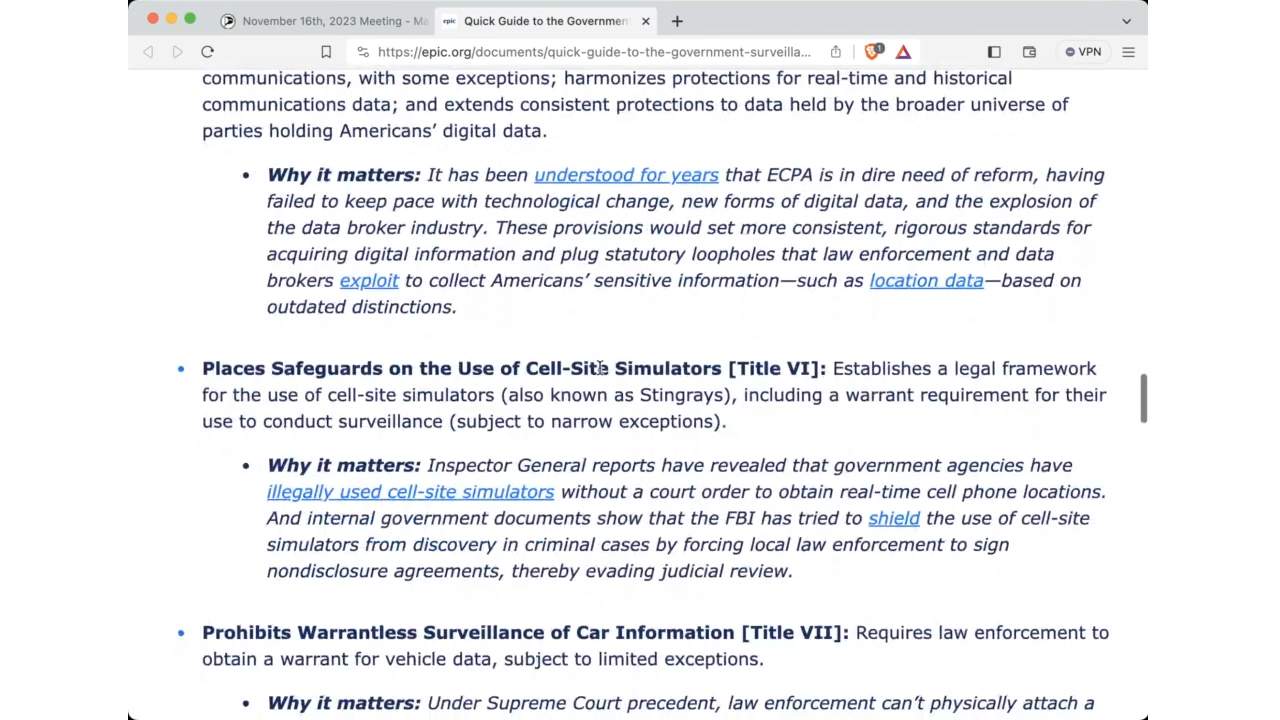 November 16th, 2023 Meeting - Ma
epic Quick Guide to the Government
https://epic.org/documents/quick-guide-to-the-government-surveilla...
1
VPN
communications, with some exceptions; harmonizes protections for real-time and historical
communications data; and extends consistent protections to data held by the broader universe of
parties holding Americans’ digital data.
• Why it matters: It has been understood for years that ECPA is in dire need of reform, having
failed to keep pace with technological change, new forms of digital data, and the explosion of
the data broker industry. These provisions would set more consistent, rigorous standards for
acquiring digital information and plug statutory loopholes that law enforcement and data
brokers exploit to collect Americans’ sensitive information—such as location data—based on
outdated distinctions.
• Places Safeguards on the Use of Cell-Site Simulators [Title VI]: Establishes a legal framework
for the use of cell-site simulators (also known as Stingrays), including a warrant requirement for their
use to conduct surveillance (subject to narrow exceptions).
• Why it matters: Inspector General reports have revealed that government agencies have
illegally used cell-site simulators without a court order to obtain real-time cell phone locations.
And internal government documents show that the FBI has tried to shield the use of cell-site
simulators from discovery in criminal cases by forcing local law enforcement to sign
nondisclosure agreements, thereby evading judicial review.
• Prohibits Warrantless Surveillance of Car Information [Title VII]: Requires law enforcement to
obtain a warrant for vehicle data, subject to limited exceptions.
• Why it matters: Under Supreme Court precedent, law enforcement can’t physically attach a